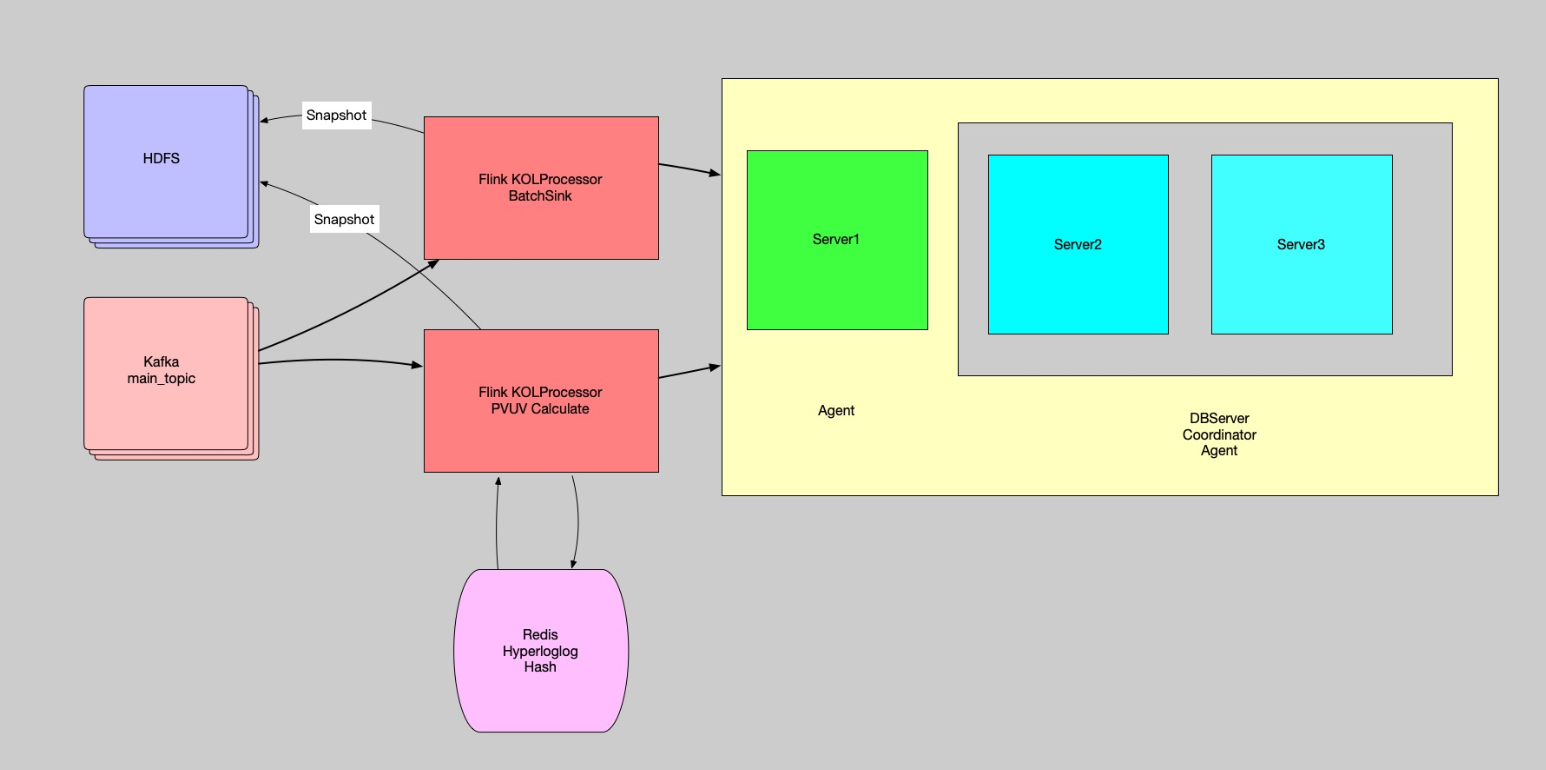 HDFS
Snapshot
Snapshot
Flink KOLProcessor
BatchSink
Kafka
main_topic
Flink KOLProcessor
PVUV Calculate
Redis
Hyperloglog
Hash
Server1
Server2
Server3
Agent
DBServer
Coordinator
Agent